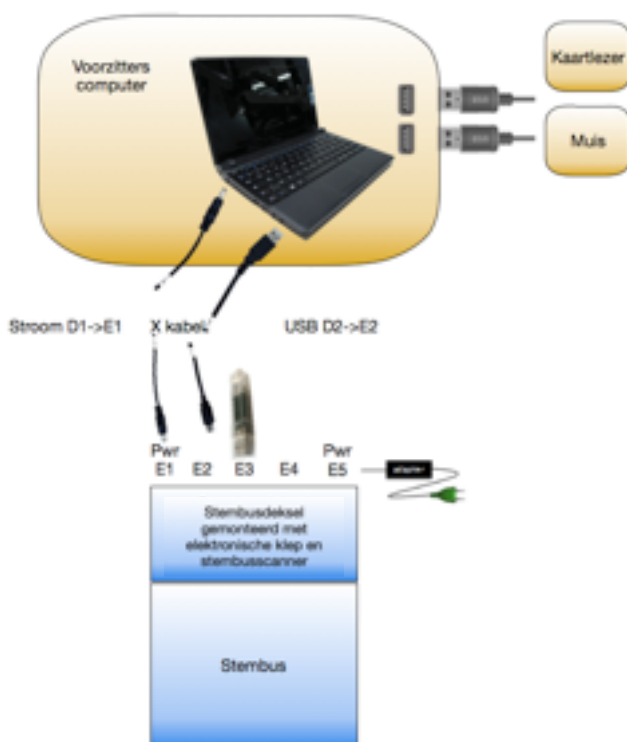 Voorzitters
computer
Kaartlezer
Muis
Stroom D1->E1
X kabel
USB D2->E2
Pwr
E1
E2
E3
E4
Pwr
E5
adapter
Stembusdeksel
gemonteerd met
elektronische klep en
stembusscanner
Stembus